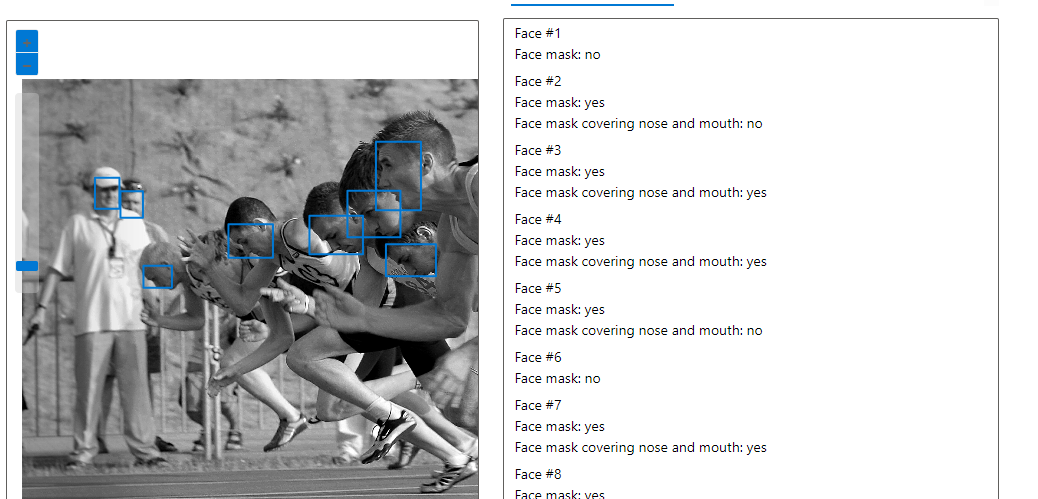 Face #1
Face mask: no
Face #2
Face mask: yes
Face mask covering nose and mouth: no
Face #3
Face mask: yes
Face mask covering nose and mouth: yes
Face #4
Face mask: yes
Face mask covering nose and mouth: yes
Face #5
Face mask: yes
Face mask covering nose and mouth: no
Face #6
Face mask: no
Face #7
Face mask: yes
Face mask covering nose and mouth: yes
Face #8
Face mask: yes